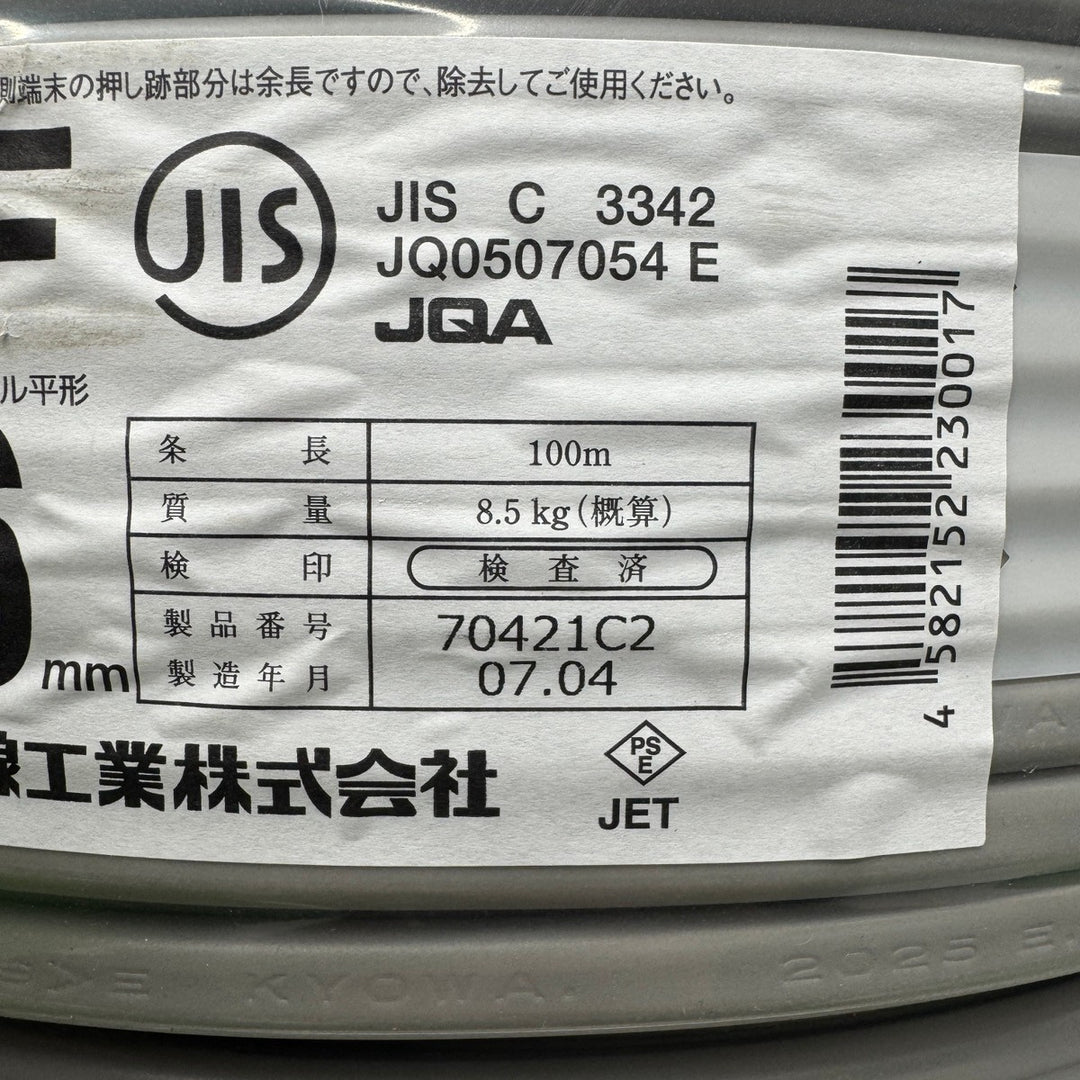 側端末の押し跡部分は余長ですので、除去してご使用ください。
JIS
JIS C 3342
JQ0507054 E
JQA
ル平形
条長 100m
質量 8.5 kg(概算)
検印 検査済
製品番号 70421C2
製造年月 07.04
mm
線工業株式会社
PS
E
JET
4 582152 230017
KYOWA. 2025